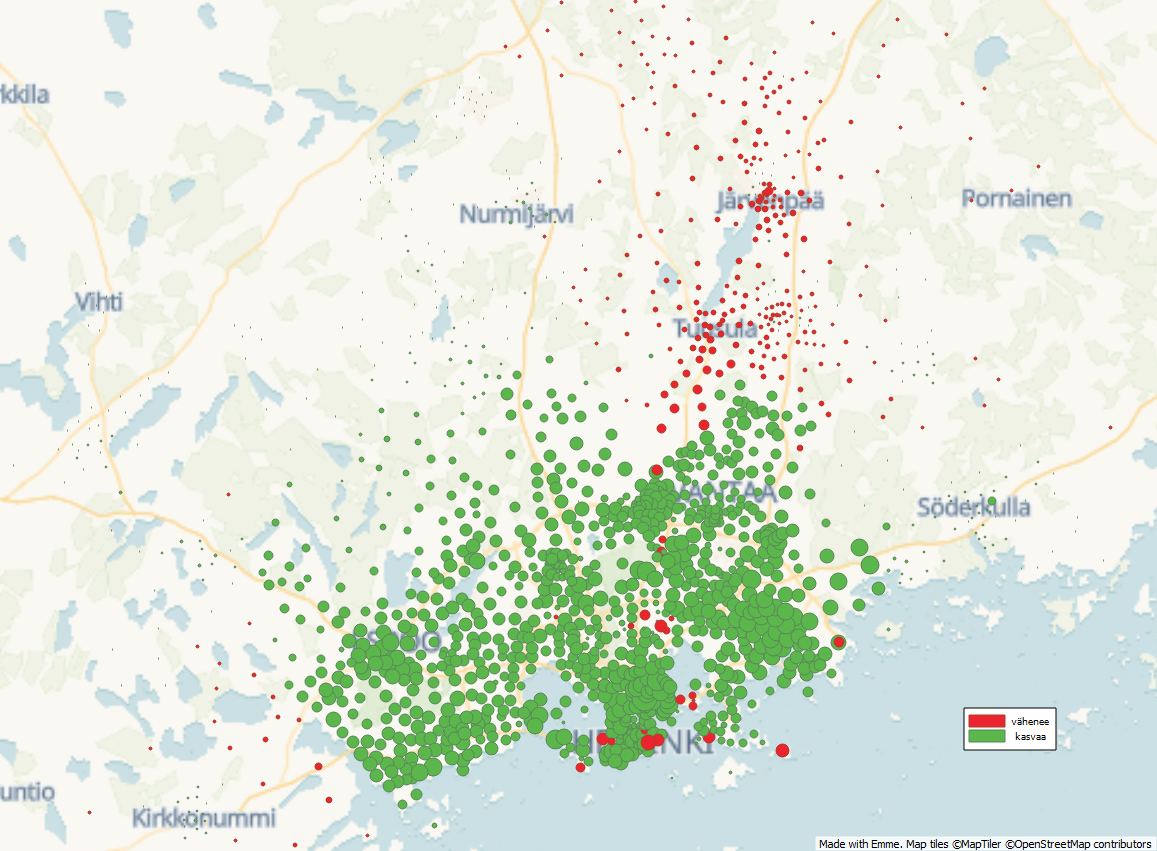 kkila
Nurmijärvi
Järvenpää
Pornainen
Vihti
Tuusula
VANTAA
Söderkulla
ESPOO
HELSINKI
vähenee
kasvaa
untio
Kirkkonummi
Made with Emme. Map tiles ©MapTiler ©OpenStreetMap contributors